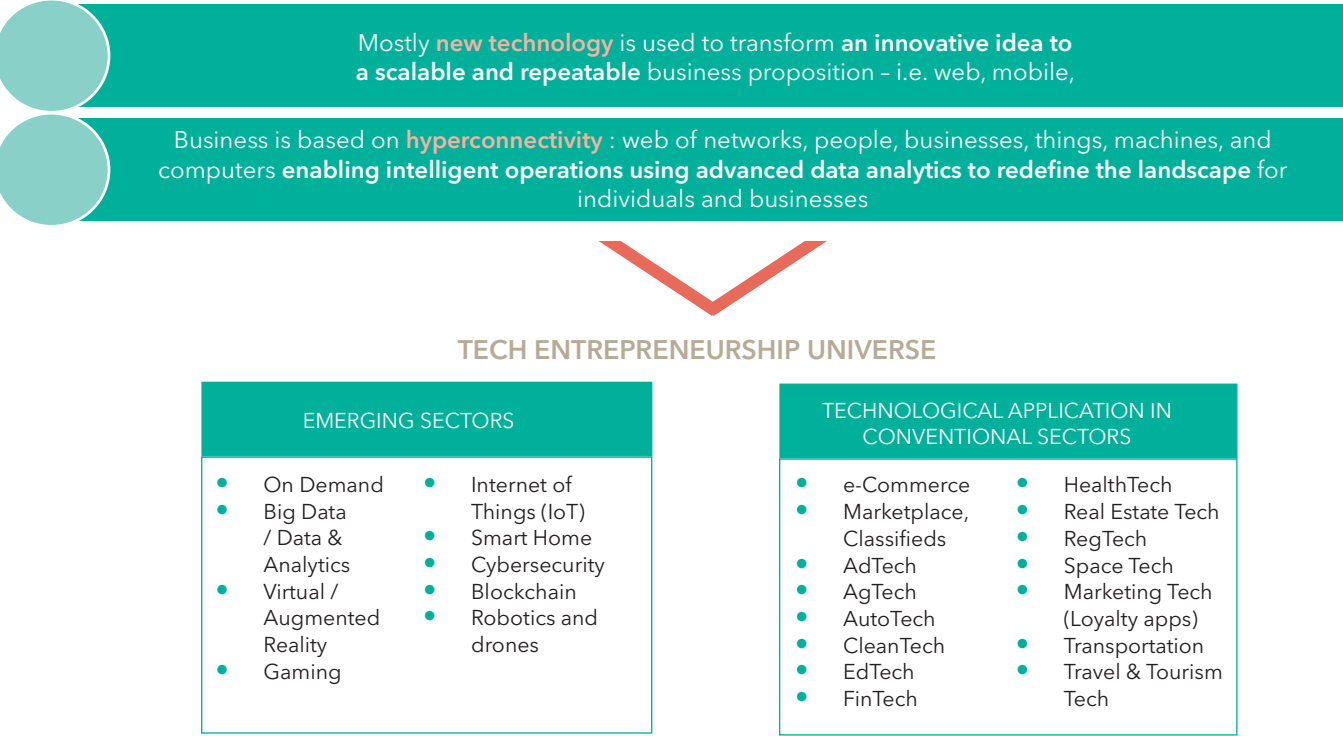 Mostly new technology is used to transform an innovative idea to
a scalable and repeatable business proposition – i.e. web, mobile,
Business is based on hyperconnectivity : web of networks, people, businesses, things, machines, and
computers enabling intelligent operations using advanced data analytics to redefine the landscape for
individuals and businesses
TECH ENTREPRENEURSHIP UNIVERSE
EMERGING SECTORS
• On Demand
• Big Data
/ Data &
Analytics
• Virtual /
Augmented
Reality
• Gaming
• Internet of
Things (IoT)
• Smart Home
• Cybersecurity
• Blockchain
• Robotics and
drones
TECHNOLOGICAL APPLICATION IN
CONVENTIONAL SECTORS
• e-Commerce
• Marketplace,
Classifieds
• AdTech
• AgTech
• AutoTech
• CleanTech
• EdTech
• FinTech
• HealthTech
• Real Estate Tech
• RegTech
• Space Tech
• Marketing Tech
(Loyalty apps)
• Transportation
• Travel & Tourism
Tech